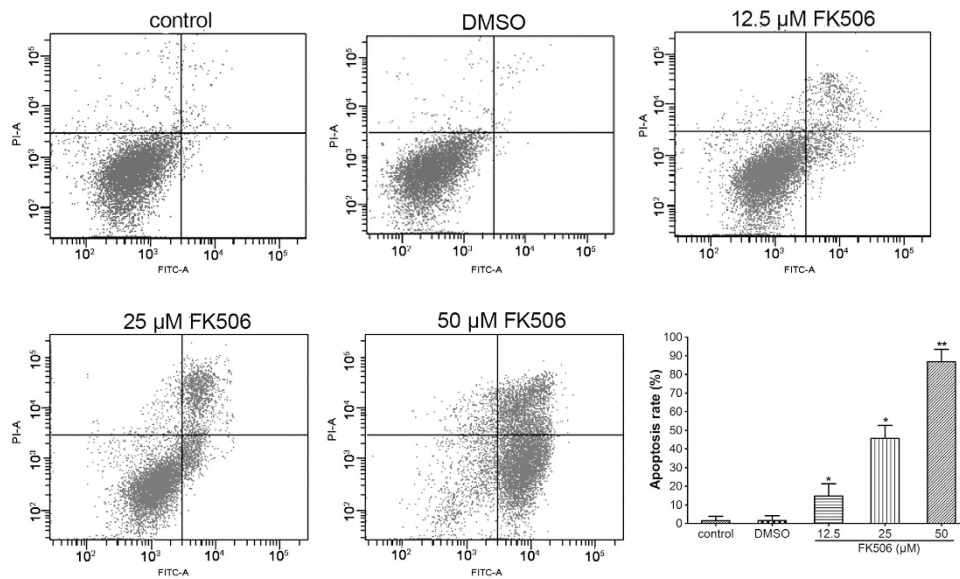 control
DMSO
12.5 µM FK506
PI-A
10⁵
10⁴
10³
10²
10² 10³ 10⁴ 10⁵
FITC-A
PI-A
10⁵
10⁴
10³
10²
10² 10³ 10⁴ 10⁵
FITC-A
PI-A
10⁵
10⁴
10³
10²
10² 10³ 10⁴ 10⁵
FITC-A
25 µM FK506
50 µM FK506
PI-A
10⁵
10⁴
10³
10²
10² 10³ 10⁴ 10⁵
FITC-A
PI-A
10⁵
10⁴
10³
10²
10² 10³ 10⁴ 10⁵
FITC-A
Apoptosis rate (%)
100
90
80
70
60
50
40
30
20
10
0
*
*
**
control DMSO 12.5 25 50
FK506 (µM)